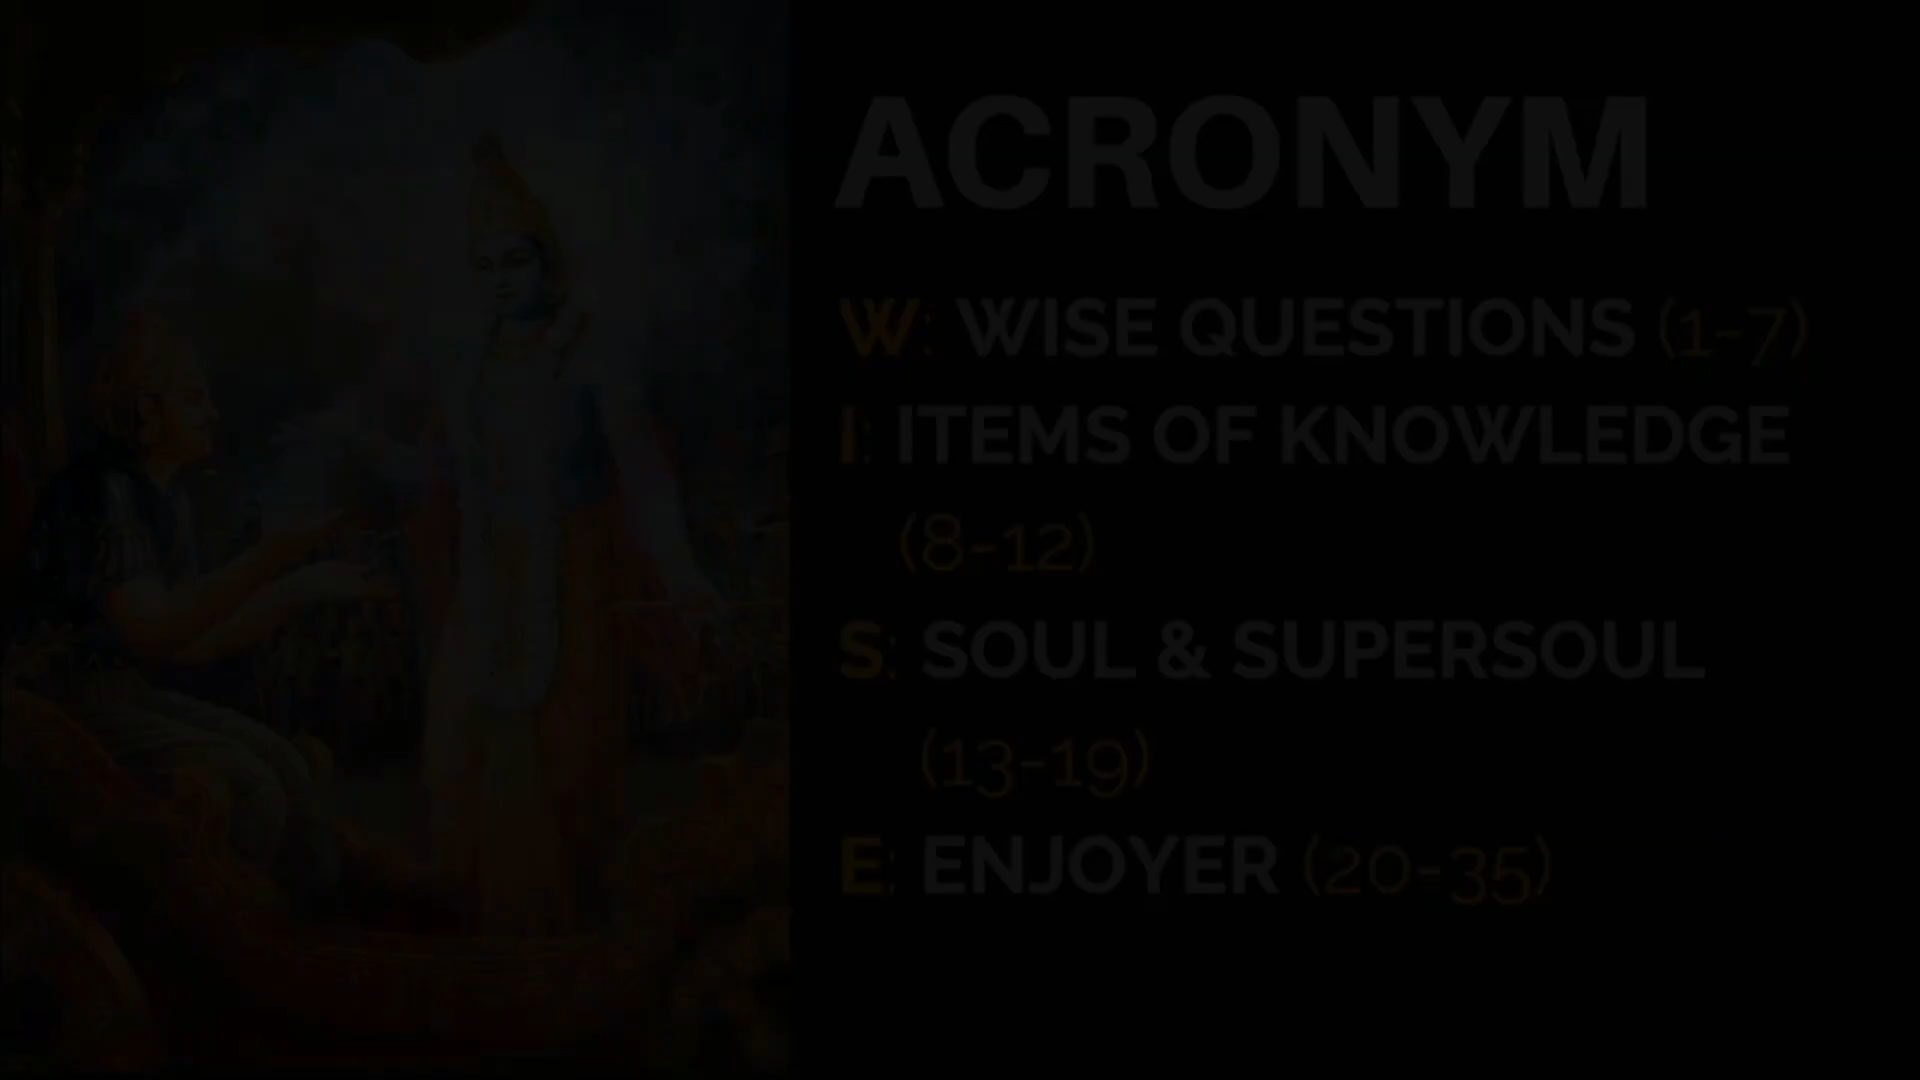 ACRONYM
W: WISE QUESTIONS (1-7)
I: ITEMS OF KNOWLEDGE
(8-12)
S: SOUL & SUPERSOUL
(13-19)
E: ENJOYER (20-35)